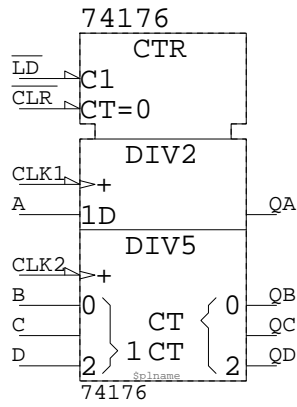 74176
CTR
LD C1
CLR CT=0
DIV2
CLK1 +
A 1D QA
DIV5
CLK2 +
B 0 0 QB
C CT QC
1 CT
D 2 2 QD
$plname
74176